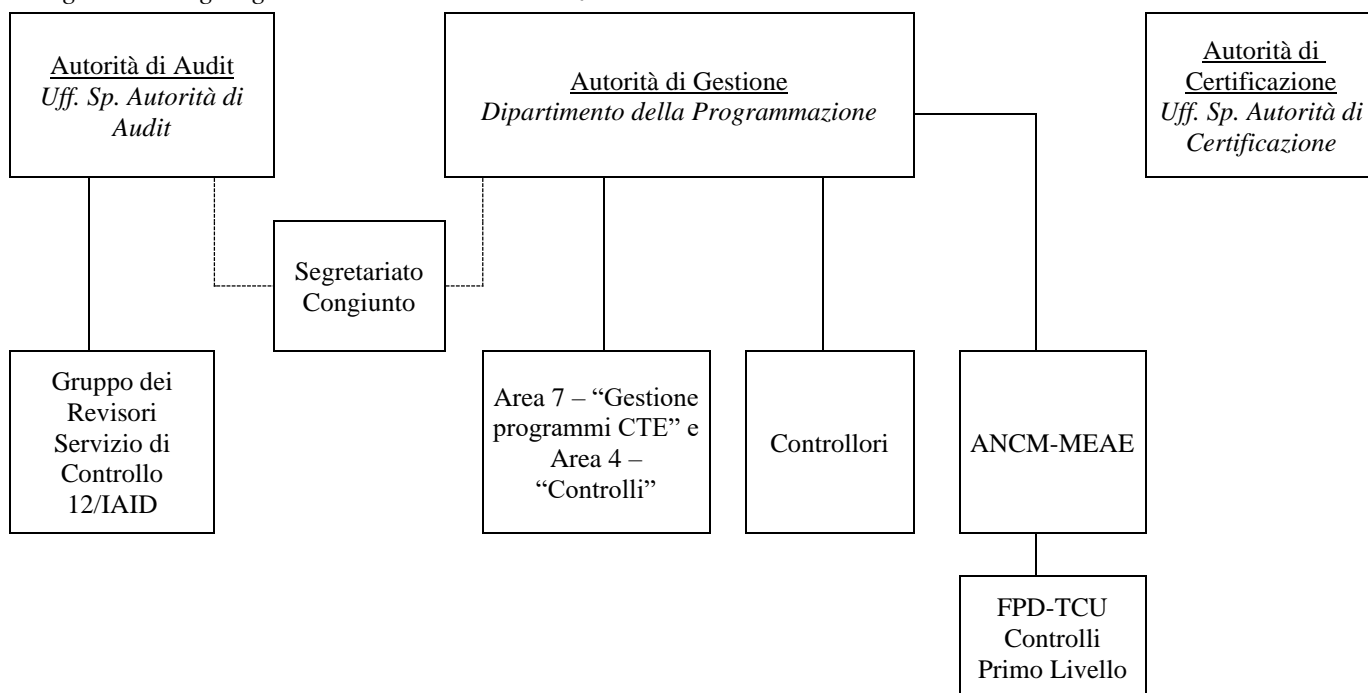 Autorità di Audit
Uff. Sp. Autorità di
Audit
Autorità di Gestione
Dipartimento della Programmazione
Autorità di
Certificazione
Uff. Sp. Autorità di
Certificazione
Segretariato
Congiunto
Gruppo dei
Revisori
Servizio di
Controllo
12/IAID
Area 7 – “Gestione
programmi CTE” e
Area 4 –
“Controlli”
Controllori
ANCM-MEAE
FPD-TCU
Controlli
Primo Livello